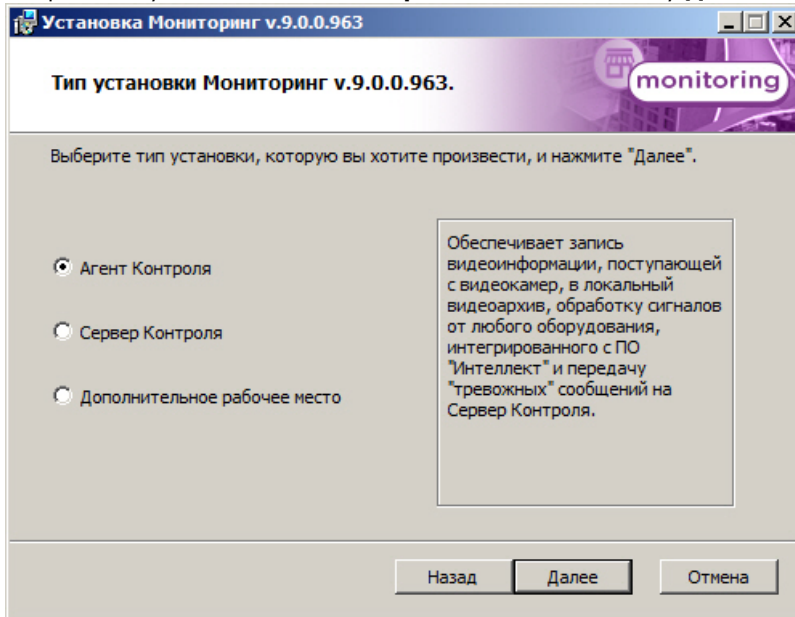 Установка Мониторинг v.9.0.0.963
Тип установки Мониторинг v.9.0.0.963.
monitoring
Выберите тип установки, которую вы хотите произвести, и нажмите "Далее".
Агент Контроля
Сервер Контроля
Дополнительное рабочее место
Обеспечивает запись
видеоинформации, поступающей
с видеокамер, в локальный
видеоархив, обработку сигналов
от любого оборудования,
интегрированного с ПО
"Интеллект" и передачу
"тревожных" сообщений на
Сервер Контроля.
Назад
Далее
Отмена